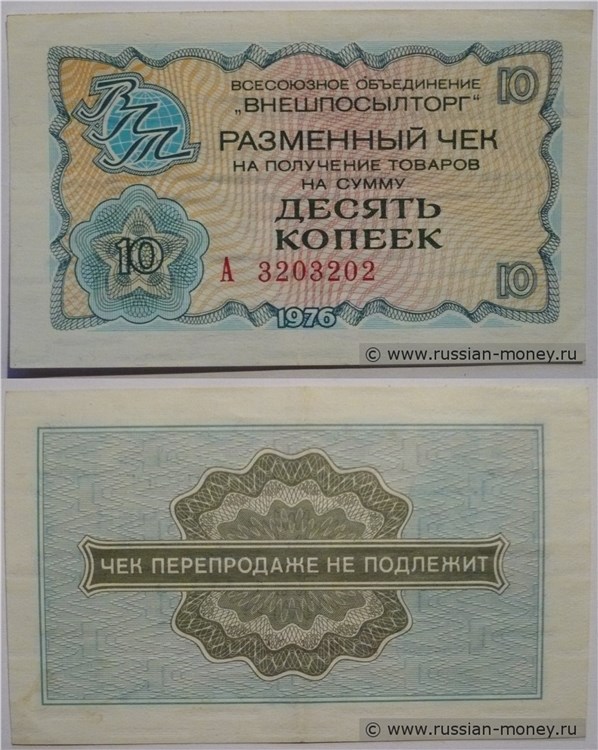 ВПТ
ВСЕСОЮЗНОЕ ОБЪЕДИНЕНИЕ
10
„ВНЕШПОСЫЛТОРГ“
РАЗМЕННЫЙ ЧЕК
НА ПОЛУЧЕНИЕ ТОВАРОВ
НА СУММУ
ДЕСЯТЬ
КОПЕЕК
10
А 3203202
10
1976
© www.russian-money.ru
ЧЕК ПЕРЕПРОДАЖЕ НЕ ПОДЛЕЖИТ
© www.russian-money.ru